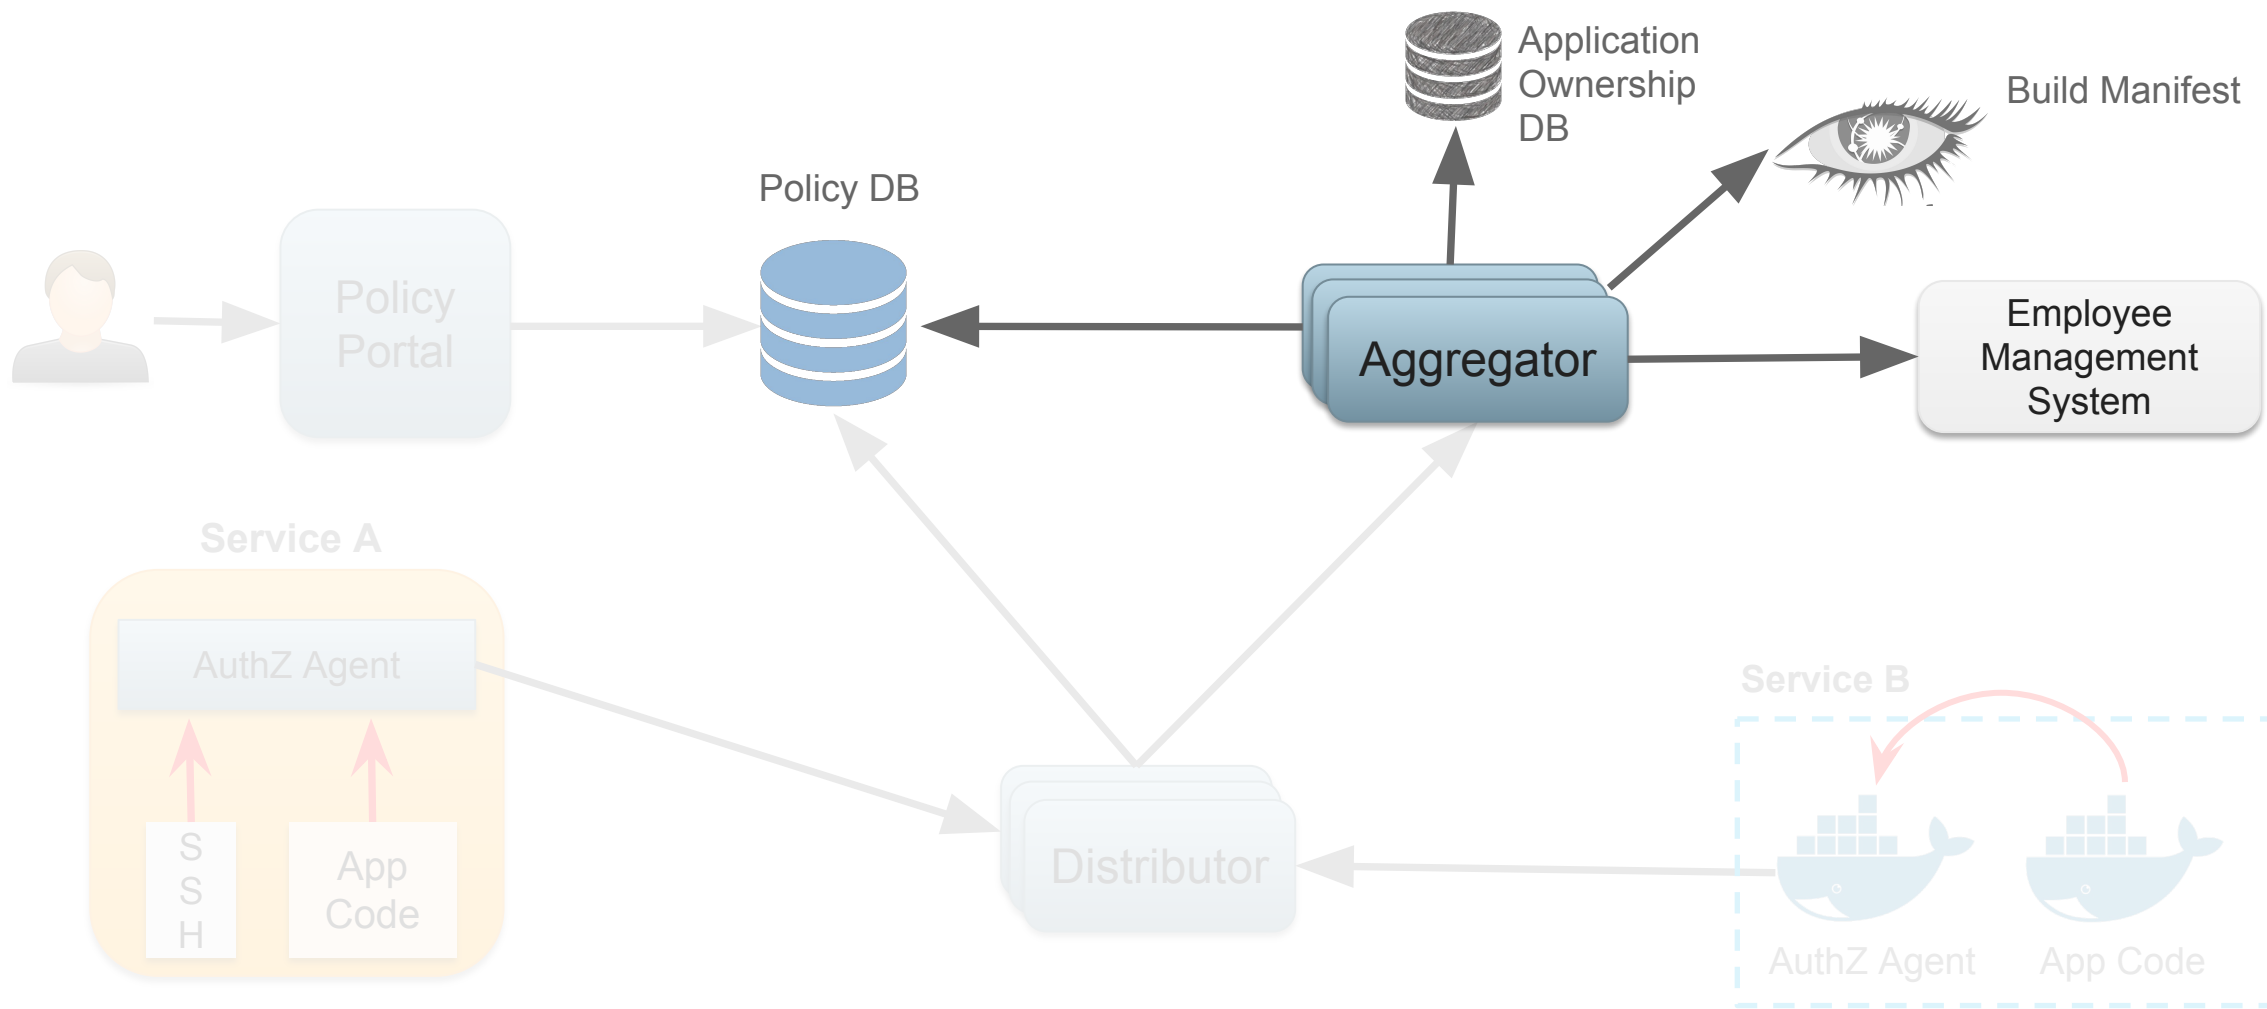 Application
Ownership
DB
Build Manifest
Policy DB
Policy
Portal
Aggregator
Employee
Management
System
Service A
AuthZ Agent
S
S
H
App
Code
Distributor
Service B
AuthZ Agent
App Code